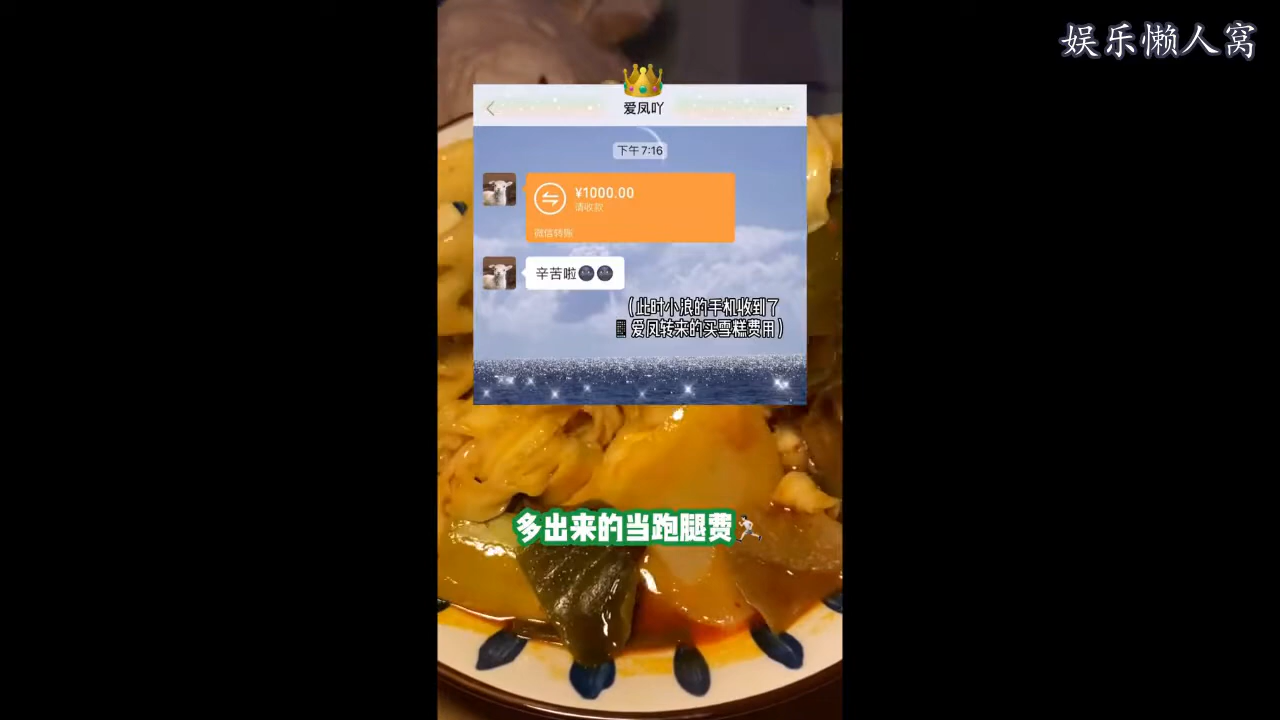 娱乐懒人窝
爱凤吖
下午 7:16
¥1000.00
请收款
微信转账
辛苦啦
(此时小浪的手机收到了
爱凤转来的买雪糕费用)
多出来的当跑腿费